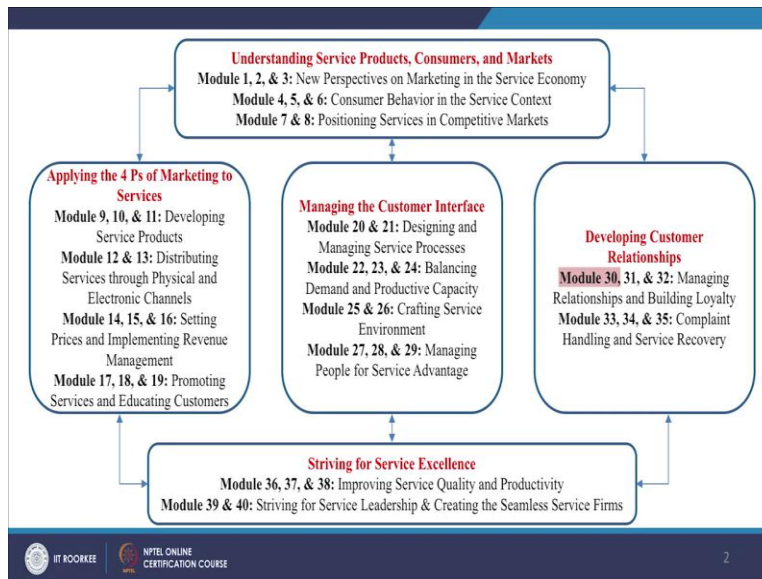 Understanding Service Products, Consumers, and Markets
Module 1, 2, & 3: New Perspectives on Marketing in the Service Economy
Module 4, 5, & 6: Consumer Behavior in the Service Context
Module 7 & 8: Positioning Services in Competitive Markets
Applying the 4 Ps of Marketing to
Services
Module 9, 10, & 11: Developing
Service Products
Module 12 & 13: Distributing
Services through Physical and
Electronic Channels
Module 14, 15, & 16: Setting
Prices and Implementing Revenue
Management
Module 17, 18, & 19: Promoting
Services and Educating Customers
Managing the Customer Interface
Module 20 & 21: Designing and
Managing Service Processes
Module 22, 23, & 24: Balancing
Demand and Productive Capacity
Module 25 & 26: Crafting Service
Environment
Module 27, 28, & 29: Managing
People for Service Advantage
Developing Customer
Relationships
Module 30, 31, & 32: Managing
Relationships and Building Loyalty
Module 33, 34, & 35: Complaint
Handling and Service Recovery
Striving for Service Excellence
Module 36, 37, & 38: Improving Service Quality and Productivity
Module 39 & 40: Striving for Service Leadership & Creating the Seamless Service Firms
IIT ROORKEE
NPTEL ONLINE
CERTIFICATION COURSE
2